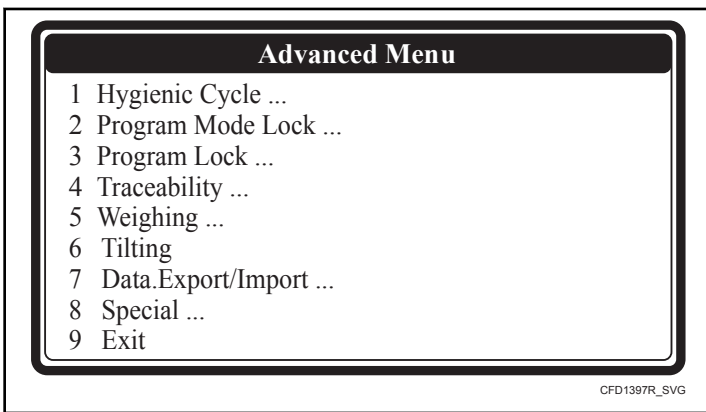 Advanced Menu
1 Hygienic Cycle ...
2 Program Mode Lock ...
3 Program Lock ...
4 Traceability ...
5 Weighing ...
6 Tilting
7 Data.Export/Import ...
8 Special ...
9 Exit
CFD1397R_SVG